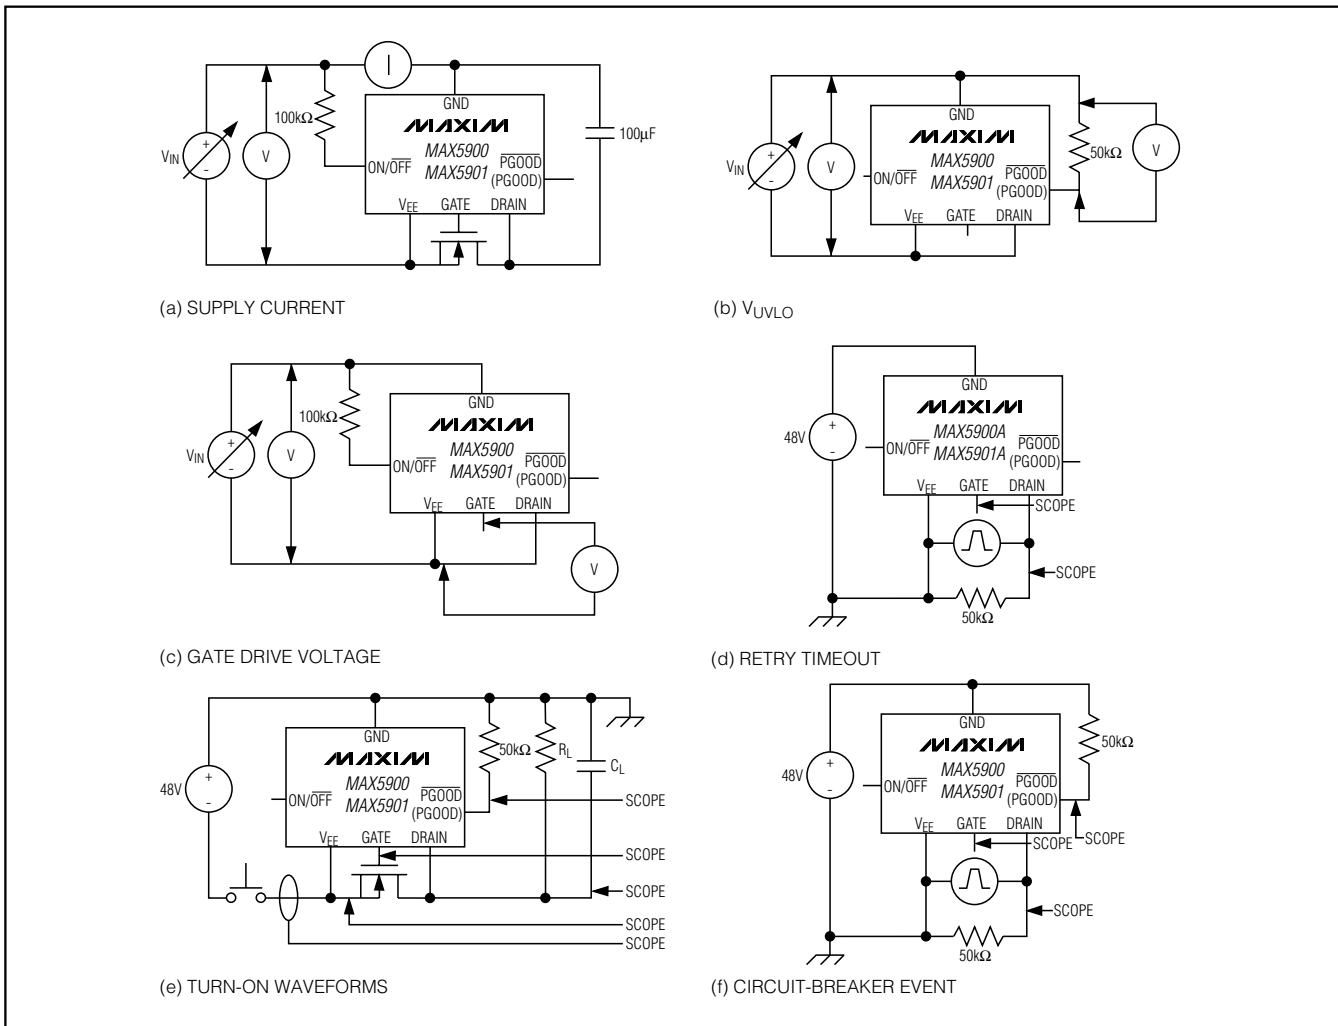 100kΩ
GND
MAXIM
MAX5900
MAX5901
PGOOD
(PGOOD)
ON/OFF
VEE GATE DRAIN
VIN
+
-
V
I
100μF
(a) SUPPLY CURRENT
GND
MAXIM
MAX5900
MAX5901
PGOOD
(PGOOD)
ON/OFF
VEE GATE DRAIN
VIN
+
-
V
50kΩ
V
(b) VUVLO
100kΩ
GND
MAXIM
MAX5900
MAX5901
PGOOD
(PGOOD)
ON/OFF
VEE GATE DRAIN
VIN
+
-
V
V
(c) GATE DRIVE VOLTAGE
GND
MAXIM
MAX5900A
MAX5901A
PGOOD
(PGOOD)
ON/OFF
VEE GATE DRAIN
48V
+
-
SCOPE
SCOPE
50kΩ
(d) RETRY TIMEOUT
GND
MAXIM
MAX5900
MAX5901
PGOOD
(PGOOD)
ON/OFF
VEE GATE DRAIN
48V
+
-
50kΩ
RL
CL
SCOPE
SCOPE
SCOPE
SCOPE
SCOPE
(e) TURN-ON WAVEFORMS
GND
MAXIM
MAX5900
MAX5901
PGOOD
(PGOOD)
ON/OFF
VEE GATE DRAIN
48V
+
-
50kΩ
SCOPE
SCOPE
SCOPE
50kΩ
(f) CIRCUIT-BREAKER EVENT